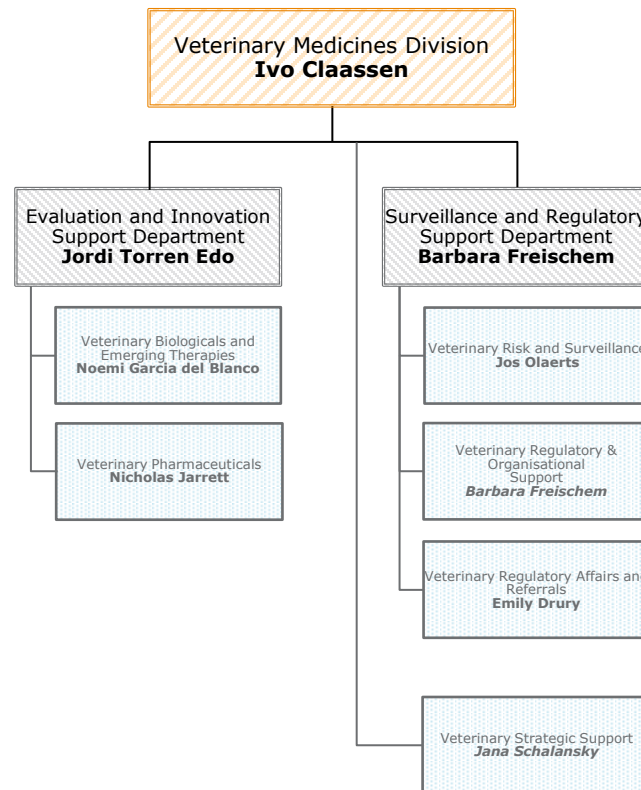 Veterinary Medicines Division
Ivo Claassen
Evaluation and Innovation
Support Department
Jordi Torren Edo
Surveillance and Regulatory
Support Department
Barbara Freischem
Veterinary Biologicals and
Emerging Therapies
Noemi Garcia del Blanco
Veterinary Pharmaceuticals
Nicholas Jarrett
Veterinary Risk and Surveillance
Jos Olaerts
Veterinary Regulatory &
Organisational
Support
Barbara Freischem
Veterinary Regulatory Affairs and
Referrals
Emily Drury
Veterinary Strategic Support
Jana Schalansky